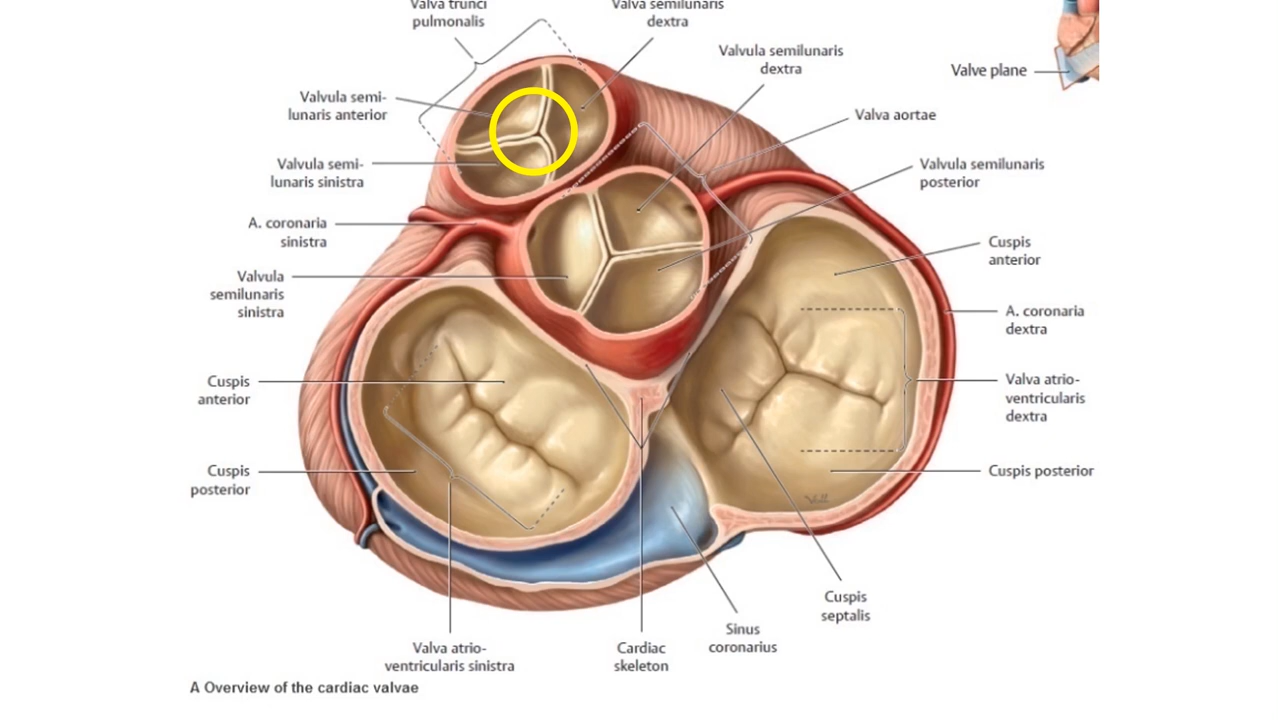 Valva trunci
pulmonalis
Valva semilunaris
dextra
Valvula semilunaris
dextra
Valve plane
Valvula semi-
lunaris anterior
Valva aortae
Valvula semi-
lunaris sinistra
Valvula semilunaris
posterior
A. coronaria
sinistra
Cuspis
anterior
Valvula
semilunaris
sinistra
A. coronaria
dextra
Cuspis
anterior
Valva atrio-
ventricularis
dextra
Cuspis
posterior
Cuspis posterior
Cuspis
septalis
Sinus
coronarius
Valva atrio-
ventricularis sinistra
Cardiac
skeleton
A Overview of the cardiac valvae